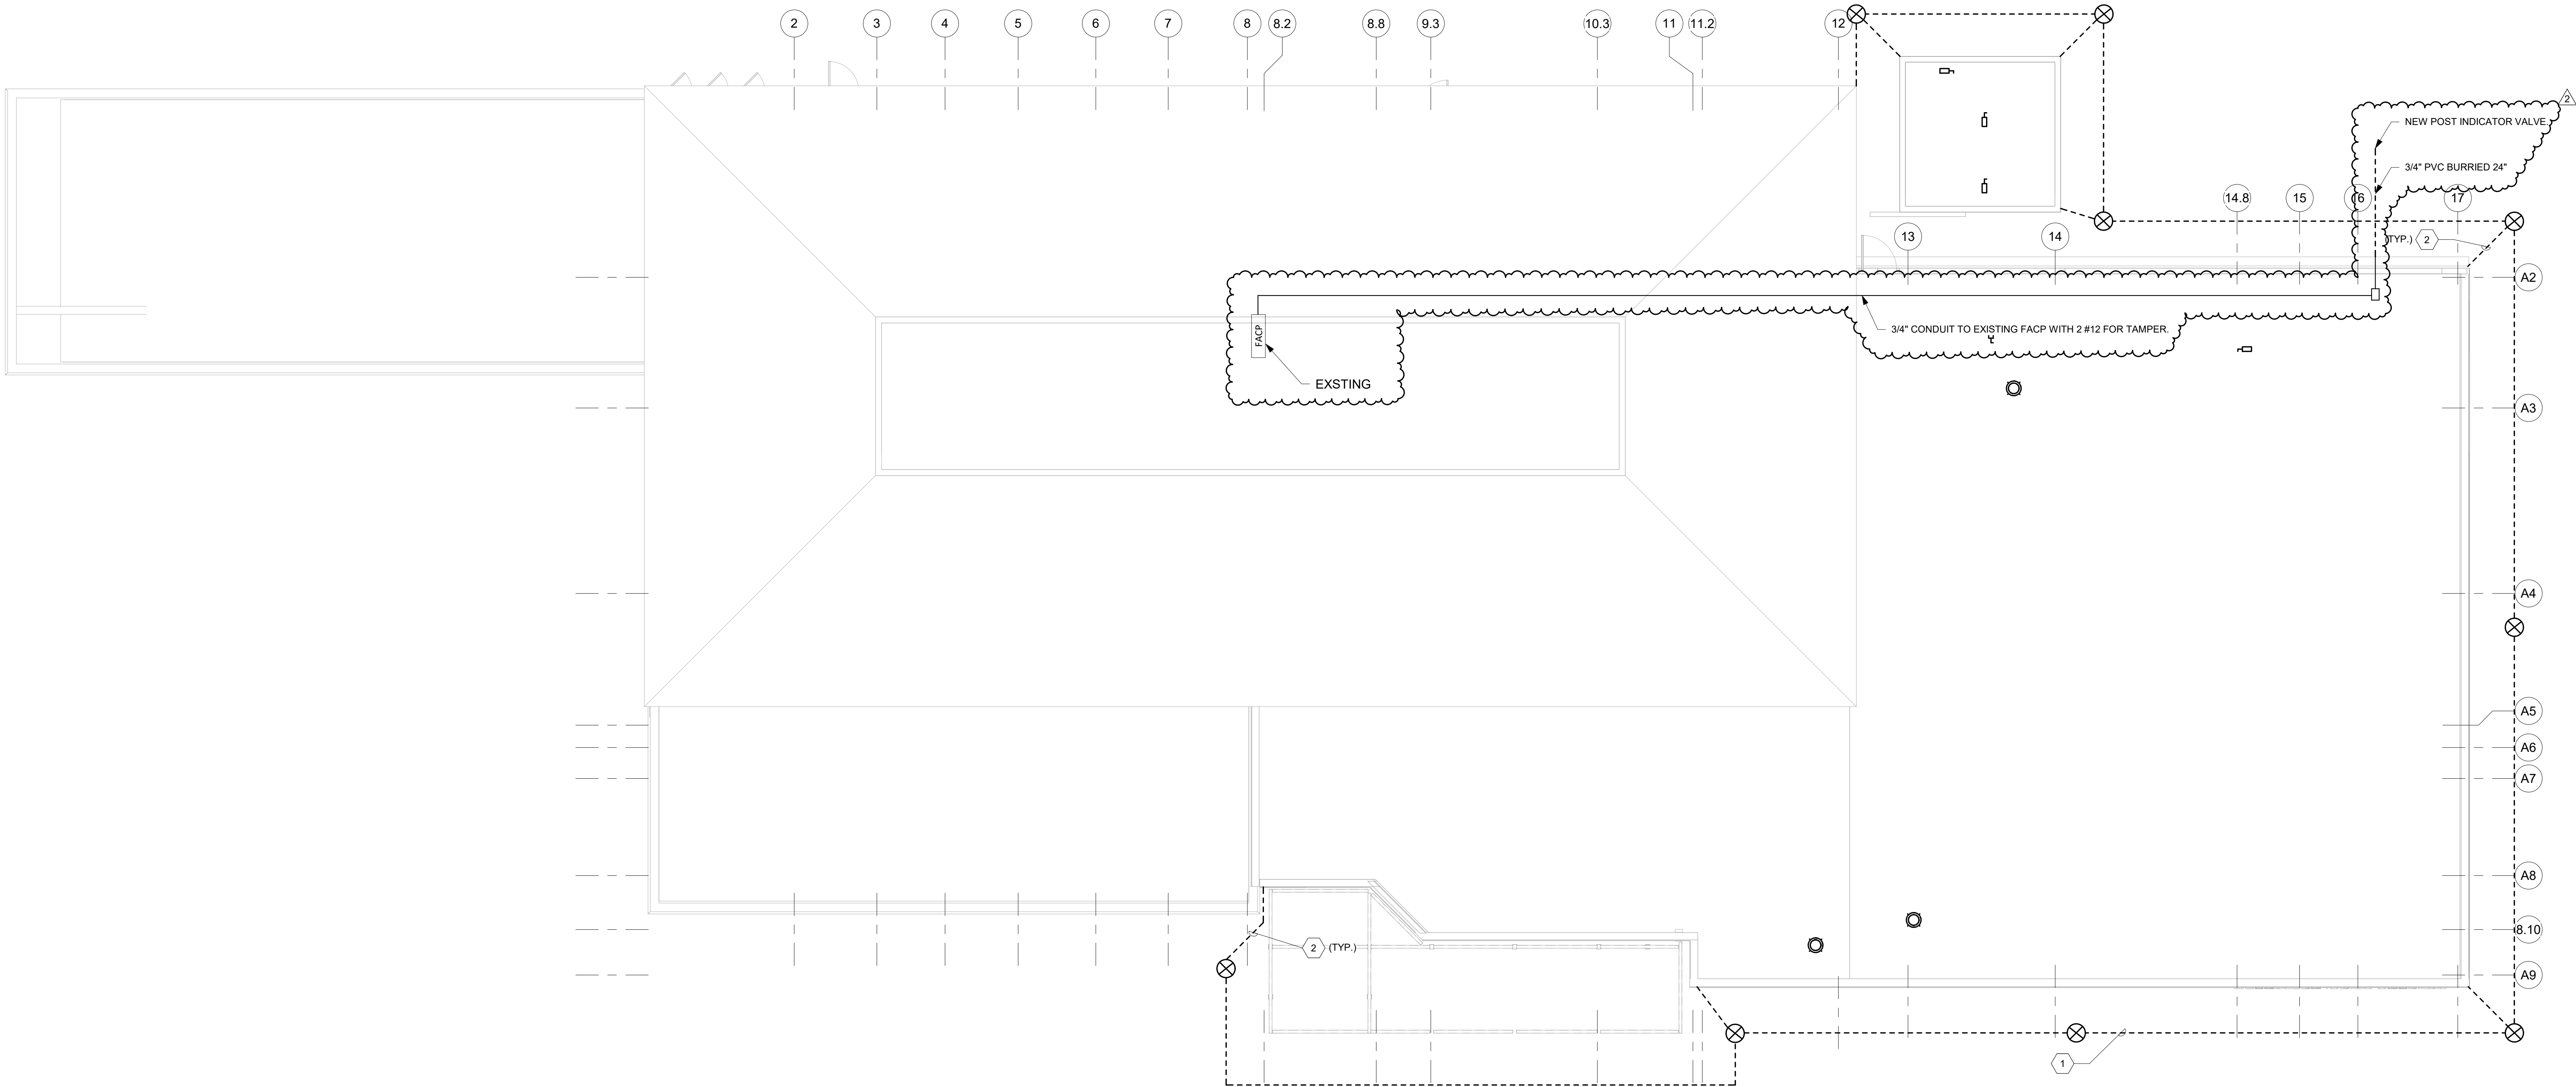 2
3
4
5
6
7
8
8.2
8.8
9.3
10.3
11
11.2
12
2
NEW POST INDICATOR VALVE.
3/4" PVC BURRIED 24"
14.8
15
16
17
13
14
(TYP.) 2
A2
FACP
3/4" CONDUIT TO EXISTING FACP WITH 2 #12 FOR TAMPER.
EXSTING
A3
A4
A5
A6
A7
A8
8.10
2 (TYP.)
A9
1